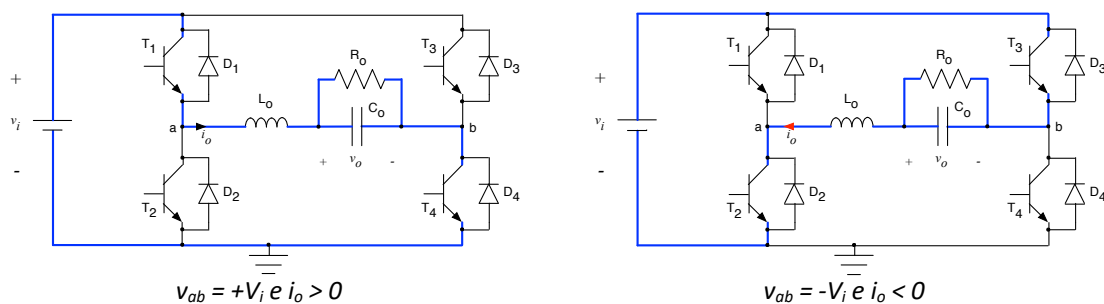 T1
D1
T3
D3
Ro
Lo
Co
+
vi
-
a
io
b
+ vo -
T2
D2
T4
D4
vab = +Vi e io > 0
T1
D1
T3
D3
Ro
Lo
Co
+
vi
-
a
io
b
+ vo -
T2
D2
T4
D4
vab = -Vi e io < 0